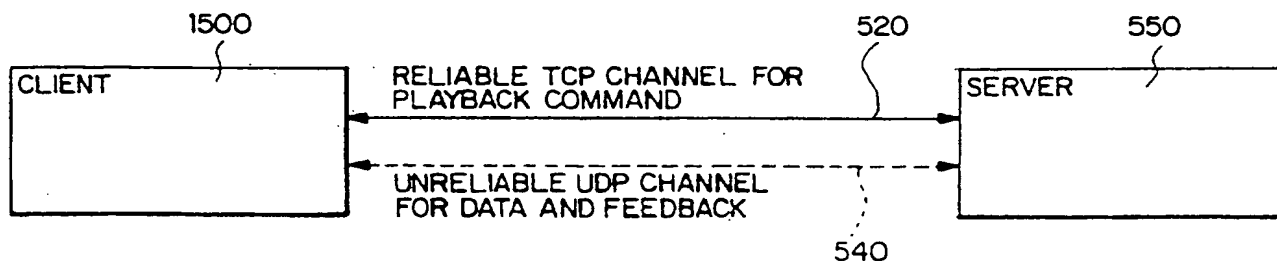 1500
520
550
CLIENT
RELIABLE TCP CHANNEL FOR
PLAYBACK COMMAND
SERVER
UNRELIABLE UDP CHANNEL
FOR DATA AND FEEDBACK
540